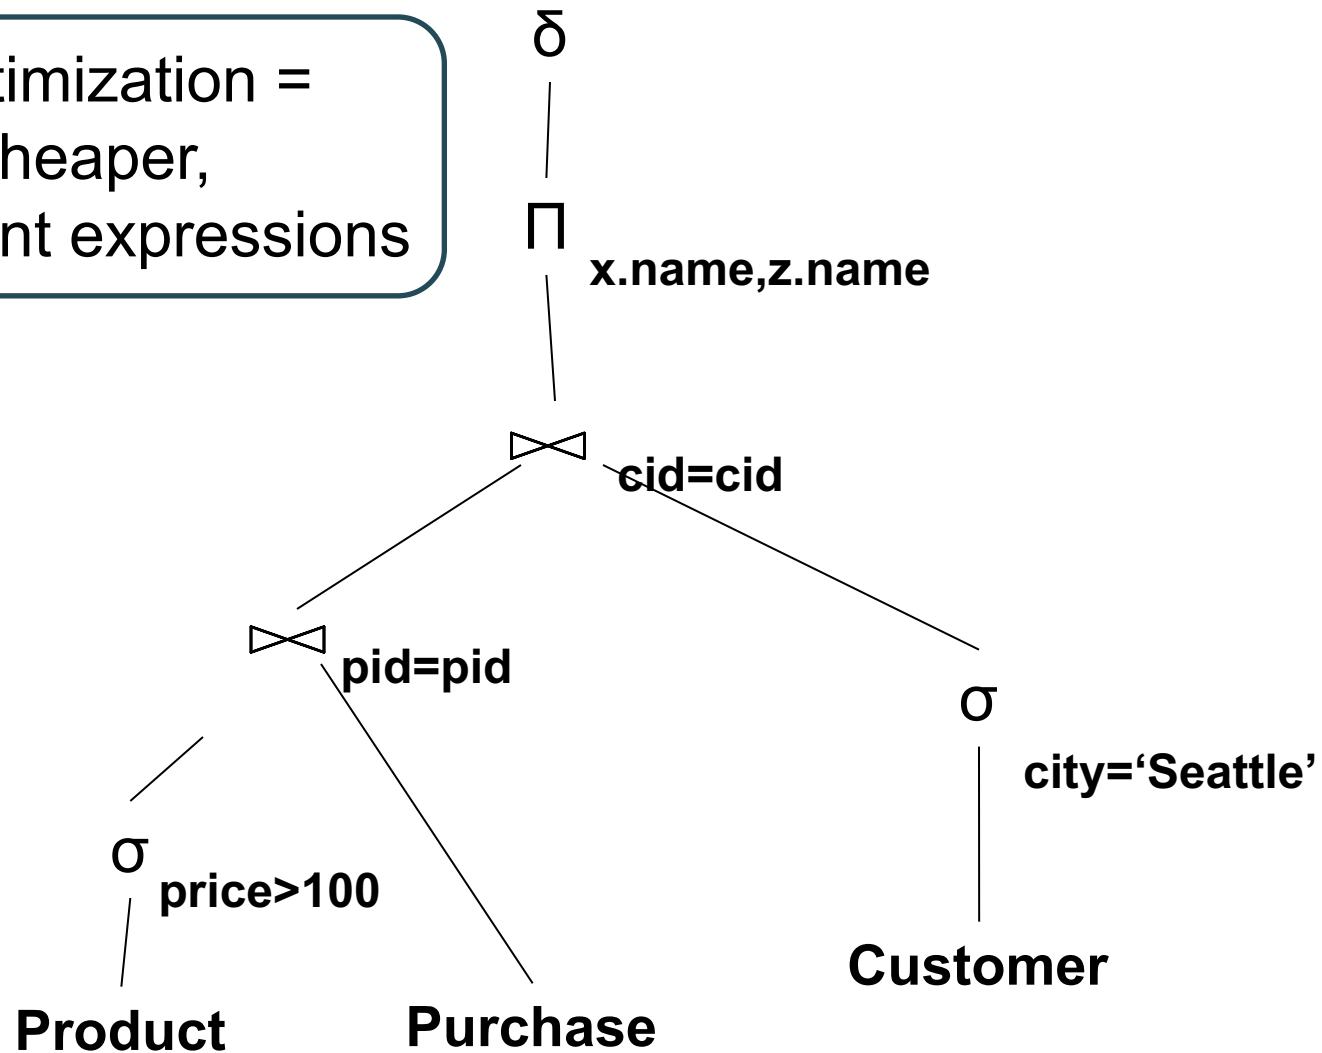 timization =
heaper,
nt expressions
δ
Π
x.name,z.name
⋈
cid=cid
⋈
pid=pid
σ
city=‘Seattle’
σ
price>100
Customer
Product
Purchase